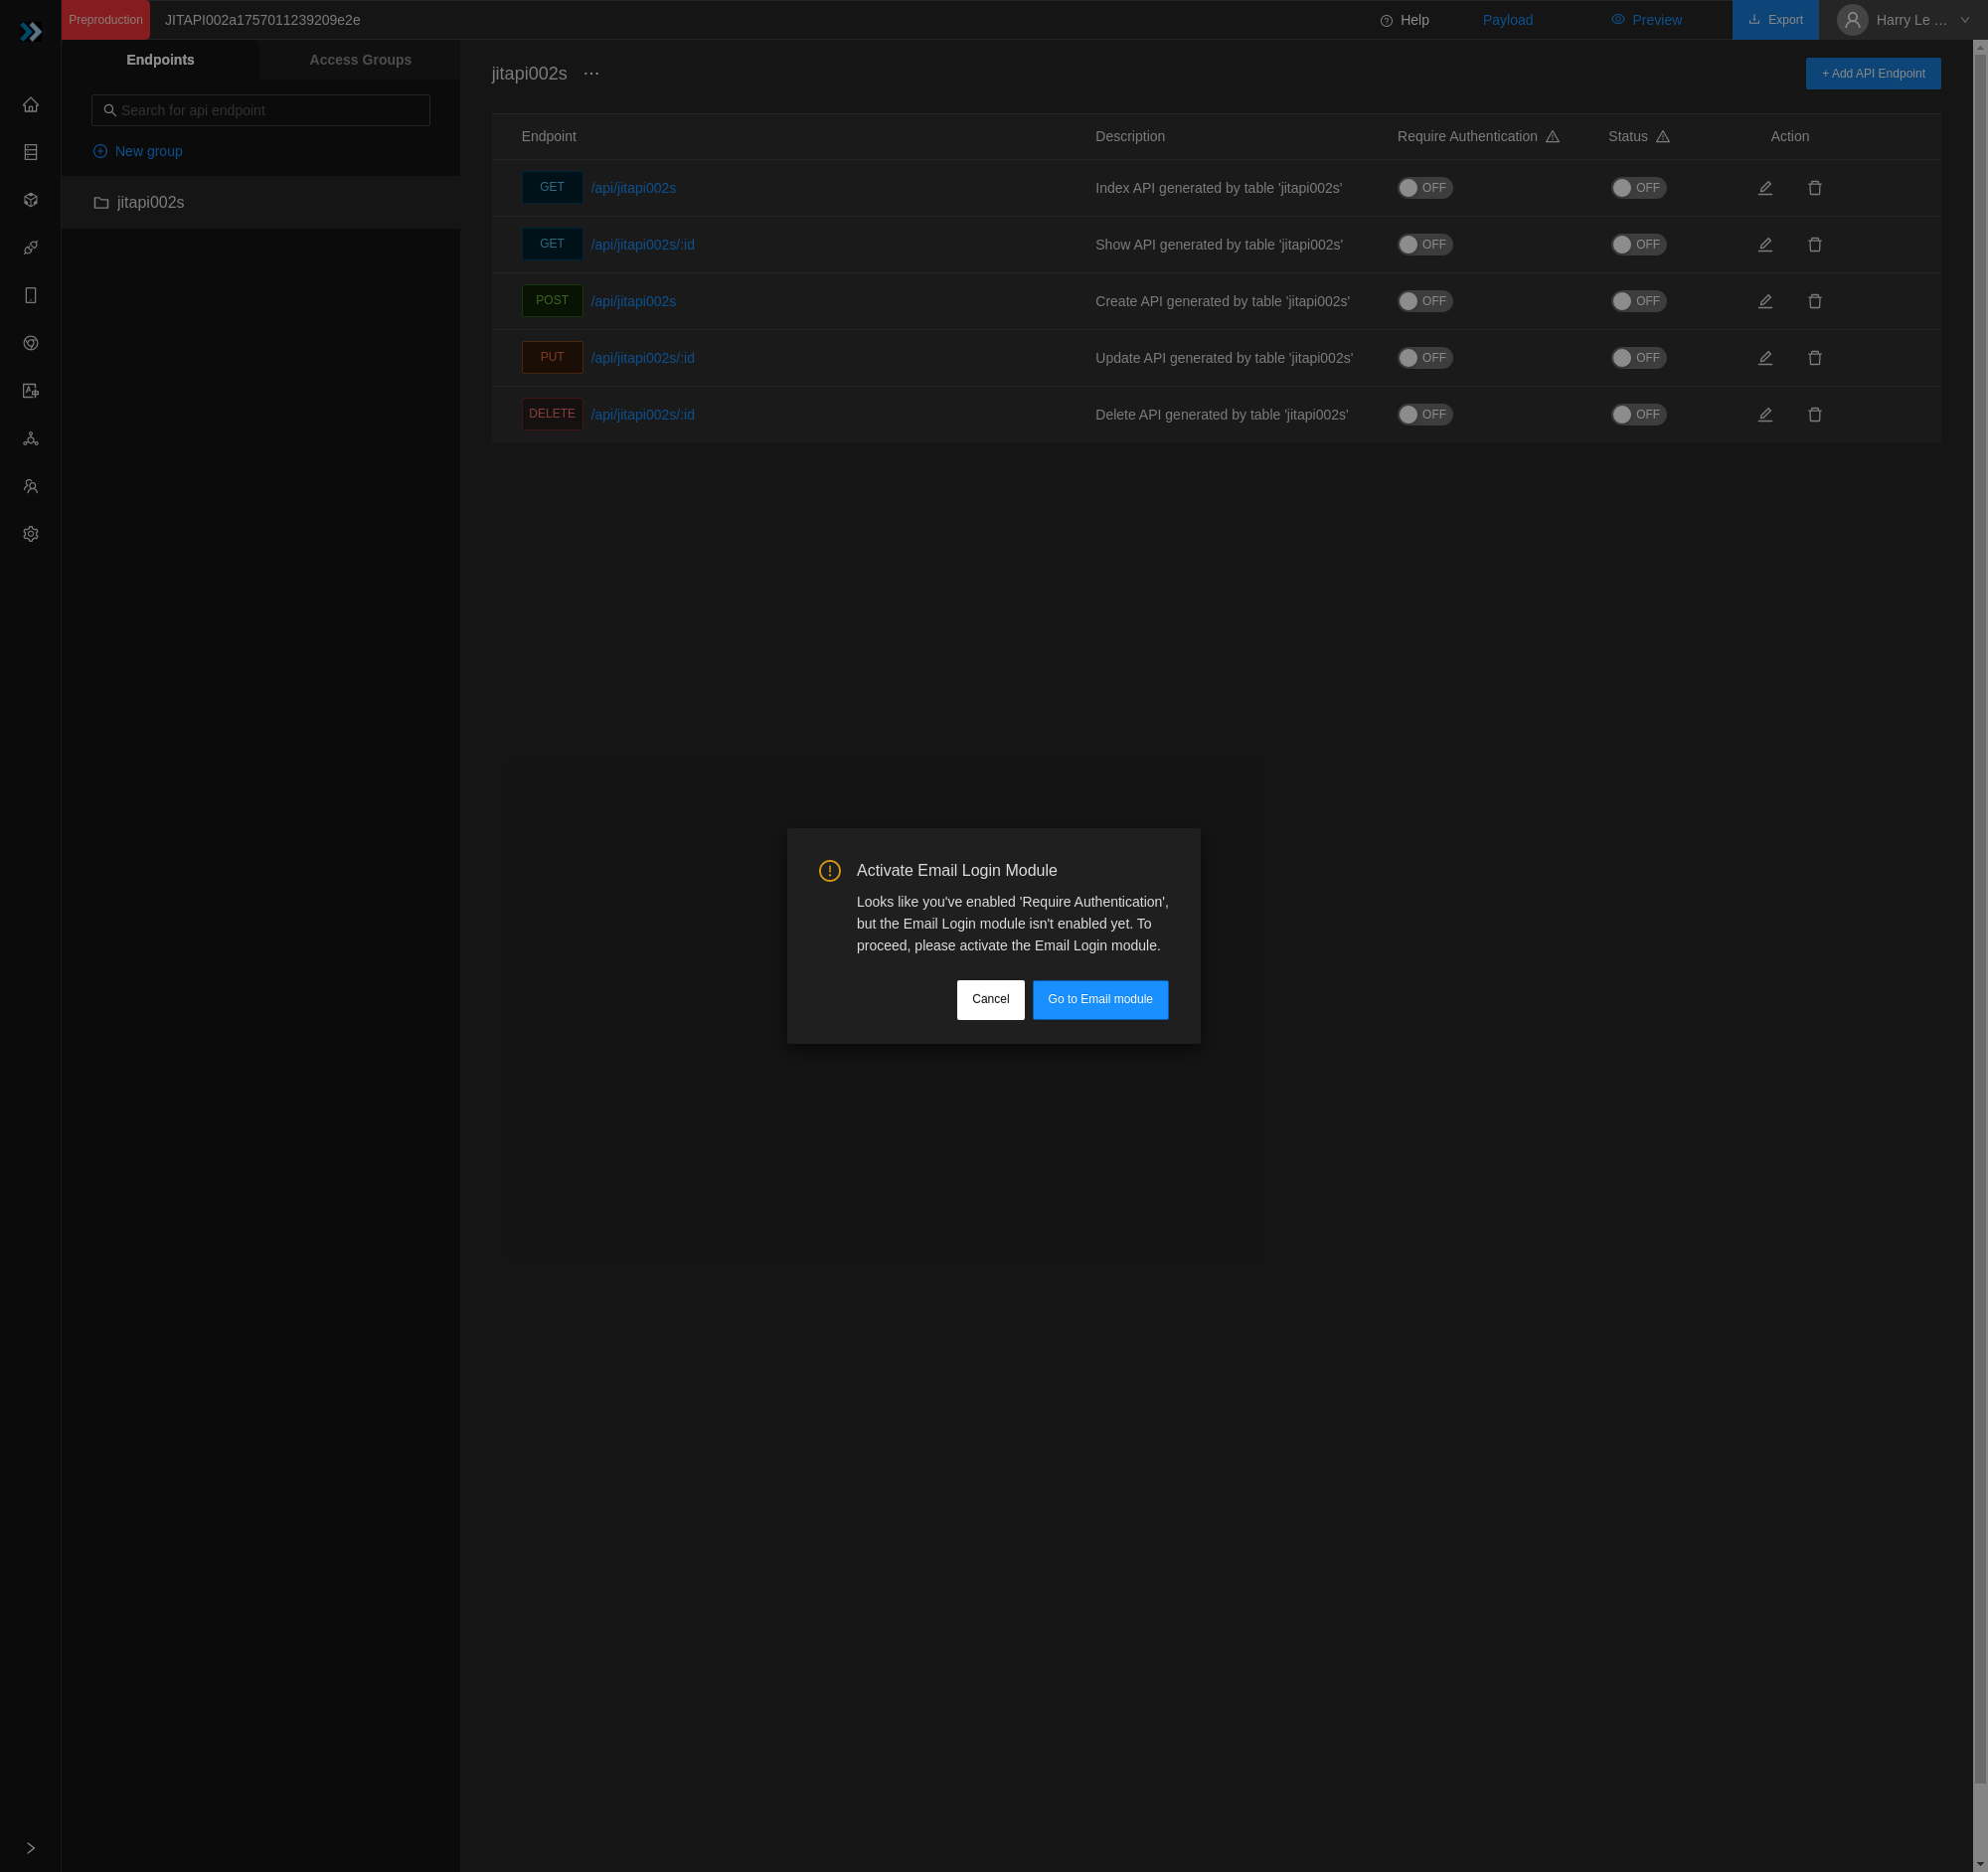 Preproduction JITAPI002a1757011239209e2e Help Payload Preview Export Harry Le ...
Endpoints Access Groups
Search for api endpoint
New group
jitapi002s
jitapi002s ···
+ Add API Endpoint
Endpoint Description Require Authentication Status Action
GET /api/jitapi002s Index API generated by table 'jitapi002s' OFF OFF
GET /api/jitapi002s/:id Show API generated by table 'jitapi002s' OFF OFF
POST /api/jitapi002s Create API generated by table 'jitapi002s' OFF OFF
PUT /api/jitapi002s/:id Update API generated by table 'jitapi002s' OFF OFF
DELETE /api/jitapi002s/:id Delete API generated by table 'jitapi002s' OFF OFF
Activate Email Login Module
Looks like you've enabled 'Require Authentication',
but the Email Login module isn't enabled yet. To
proceed, please activate the Email Login module.
Cancel Go to Email module